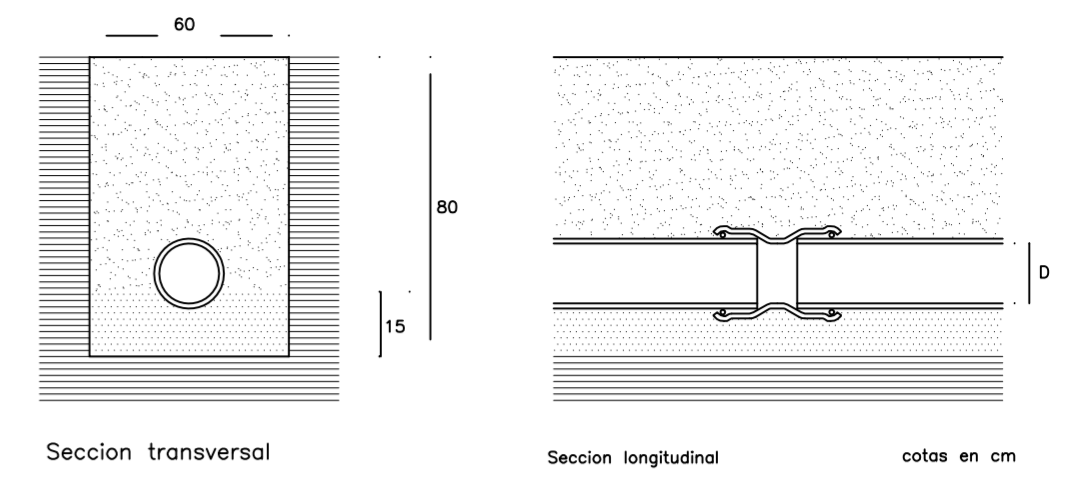 60
80
15
D
Seccion transversal
Seccion longitudinal
cotas en cm